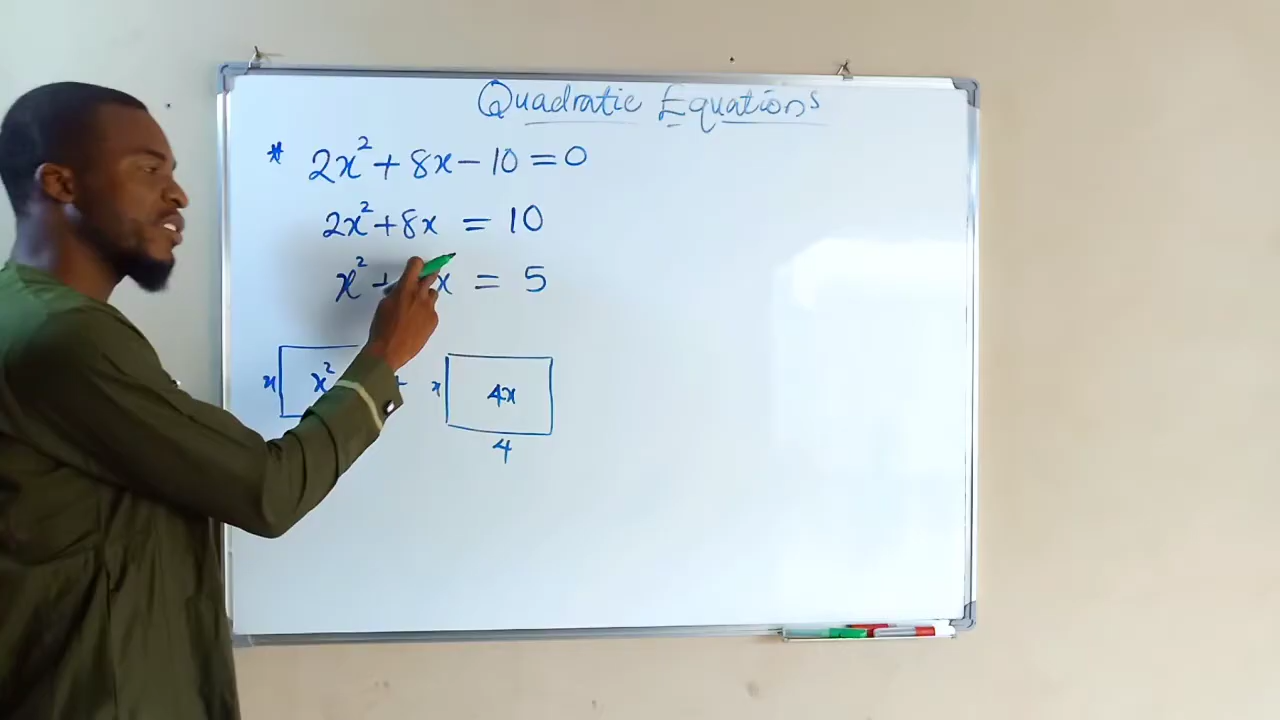 Quadratic Equations
* 2x² + 8x - 10 = 0
2x² + 8x = 10
x² + x = 5
x x² + x 4x
4